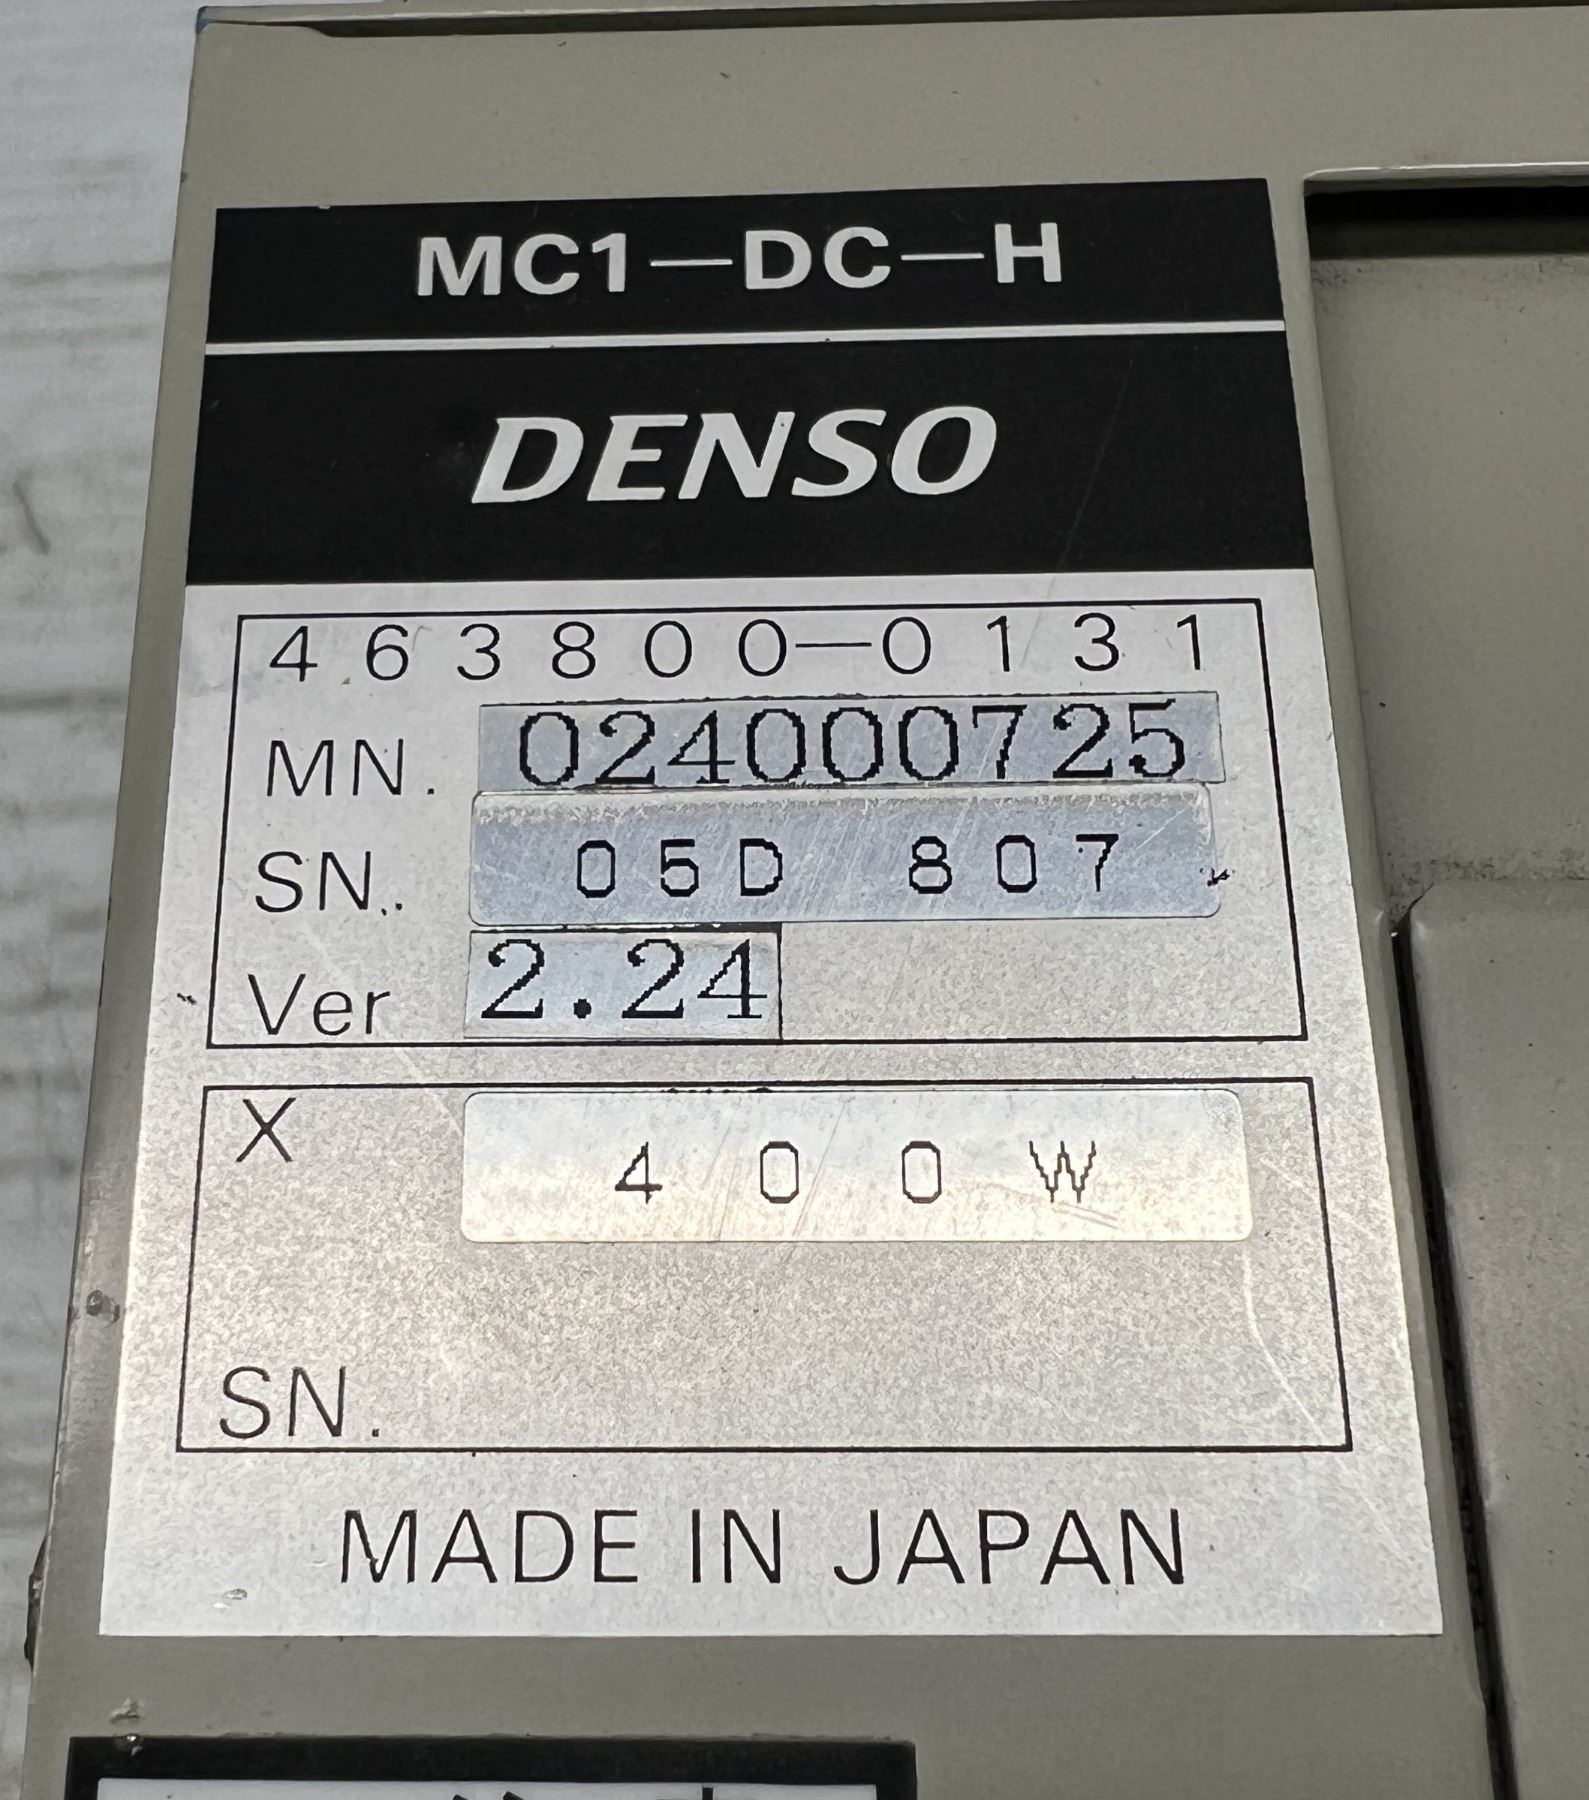 MC1—DC—H
DENSO
463800—0131
MN. 024000725
SN. 05D 807
Ver 2.24
X 400W
SN.
MADE IN JAPAN